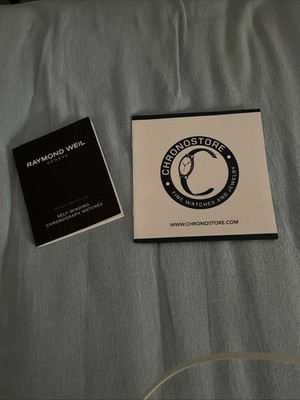 RAYMOND WEIL
GENEVE
SELF-WINDING
CHRONOGRAPH WATCHES
CHRONOSTORE
• FINE WATCHES AND JEWELRY •
WWW.CHRONOSTORE.COM